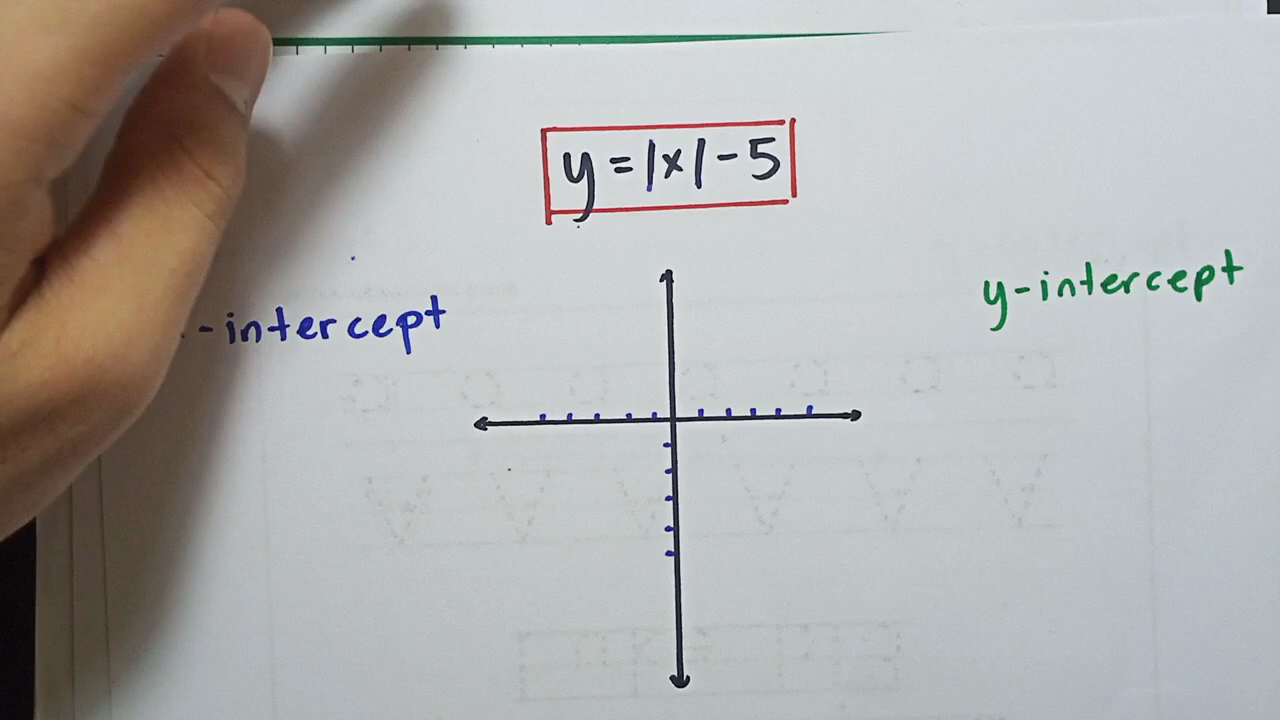 y = |x| - 5
-intercept
y-intercept